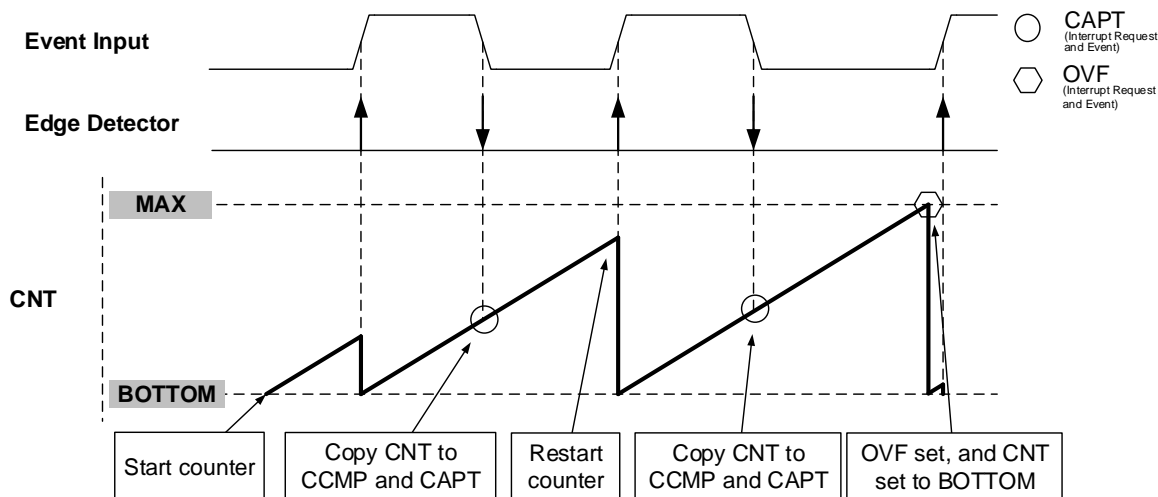 Event Input
CAPT
(Interrupt Request
and Event)
OVF
(Interrupt Request
and Event)
Edge Detector
MAX
CNT
BOTTOM
Start counter
Copy CNT to
CCMP and CAPT
Restart
counter
Copy CNT to
CCMP and CAPT
OVF set, and CNT
set to BOTTOM